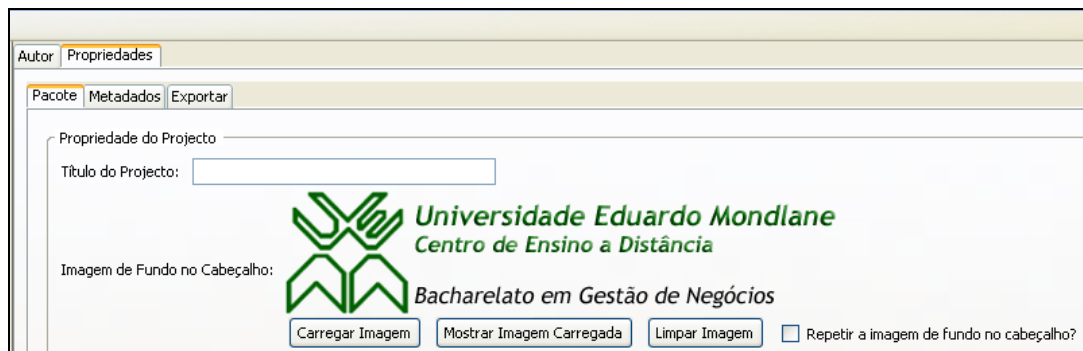 Autor Propriedades
Pacote Metadados Exportar
Propriedade do Projecto
Título do Projecto:
Universidade Eduardo Mondlane
Centro de Ensino a Distância
Imagem de Fundo no Cabeçalho:
Bacharelato em Gestão de Negócios
Carregar Imagem Mostrar Imagem Carregada Limpar Imagem Repetir a imagem de fundo no cabeçalho?